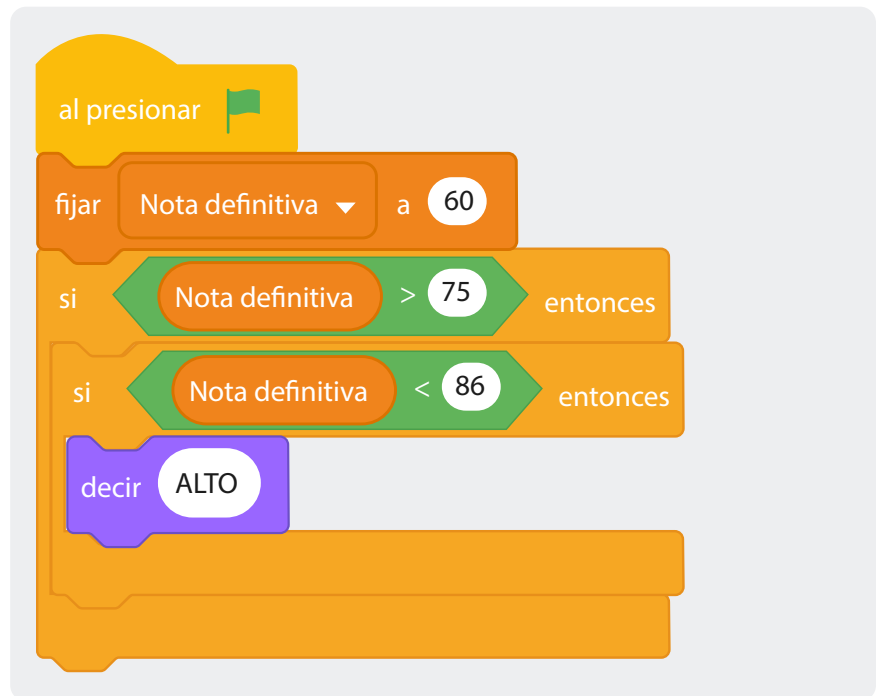 al presionar
fijar Nota definitiva a 60
si Nota definitiva > 75 entonces
si Nota definitiva < 86 entonces
decir ALTO